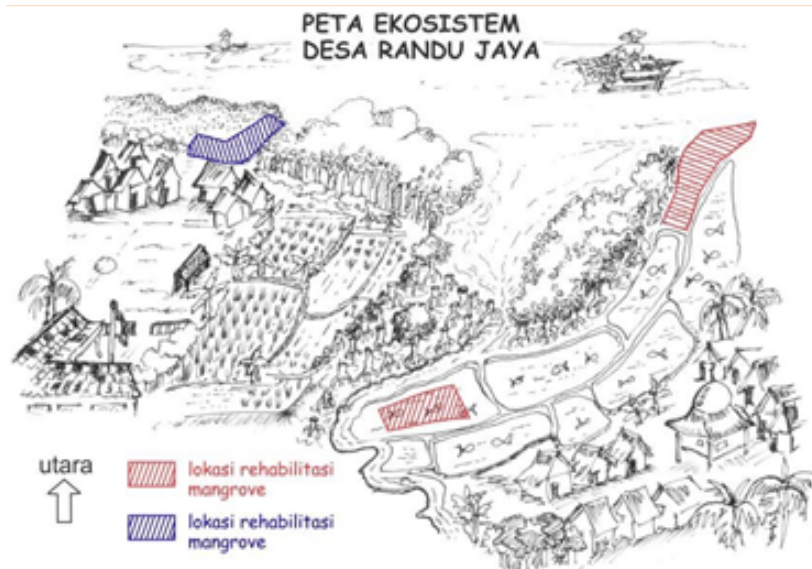 PETA EKOSISTEM
DESA RANDU JAYA
utara
lokasi rehabilitasi
mangrove
lokasi rehabilitasi
mangrove